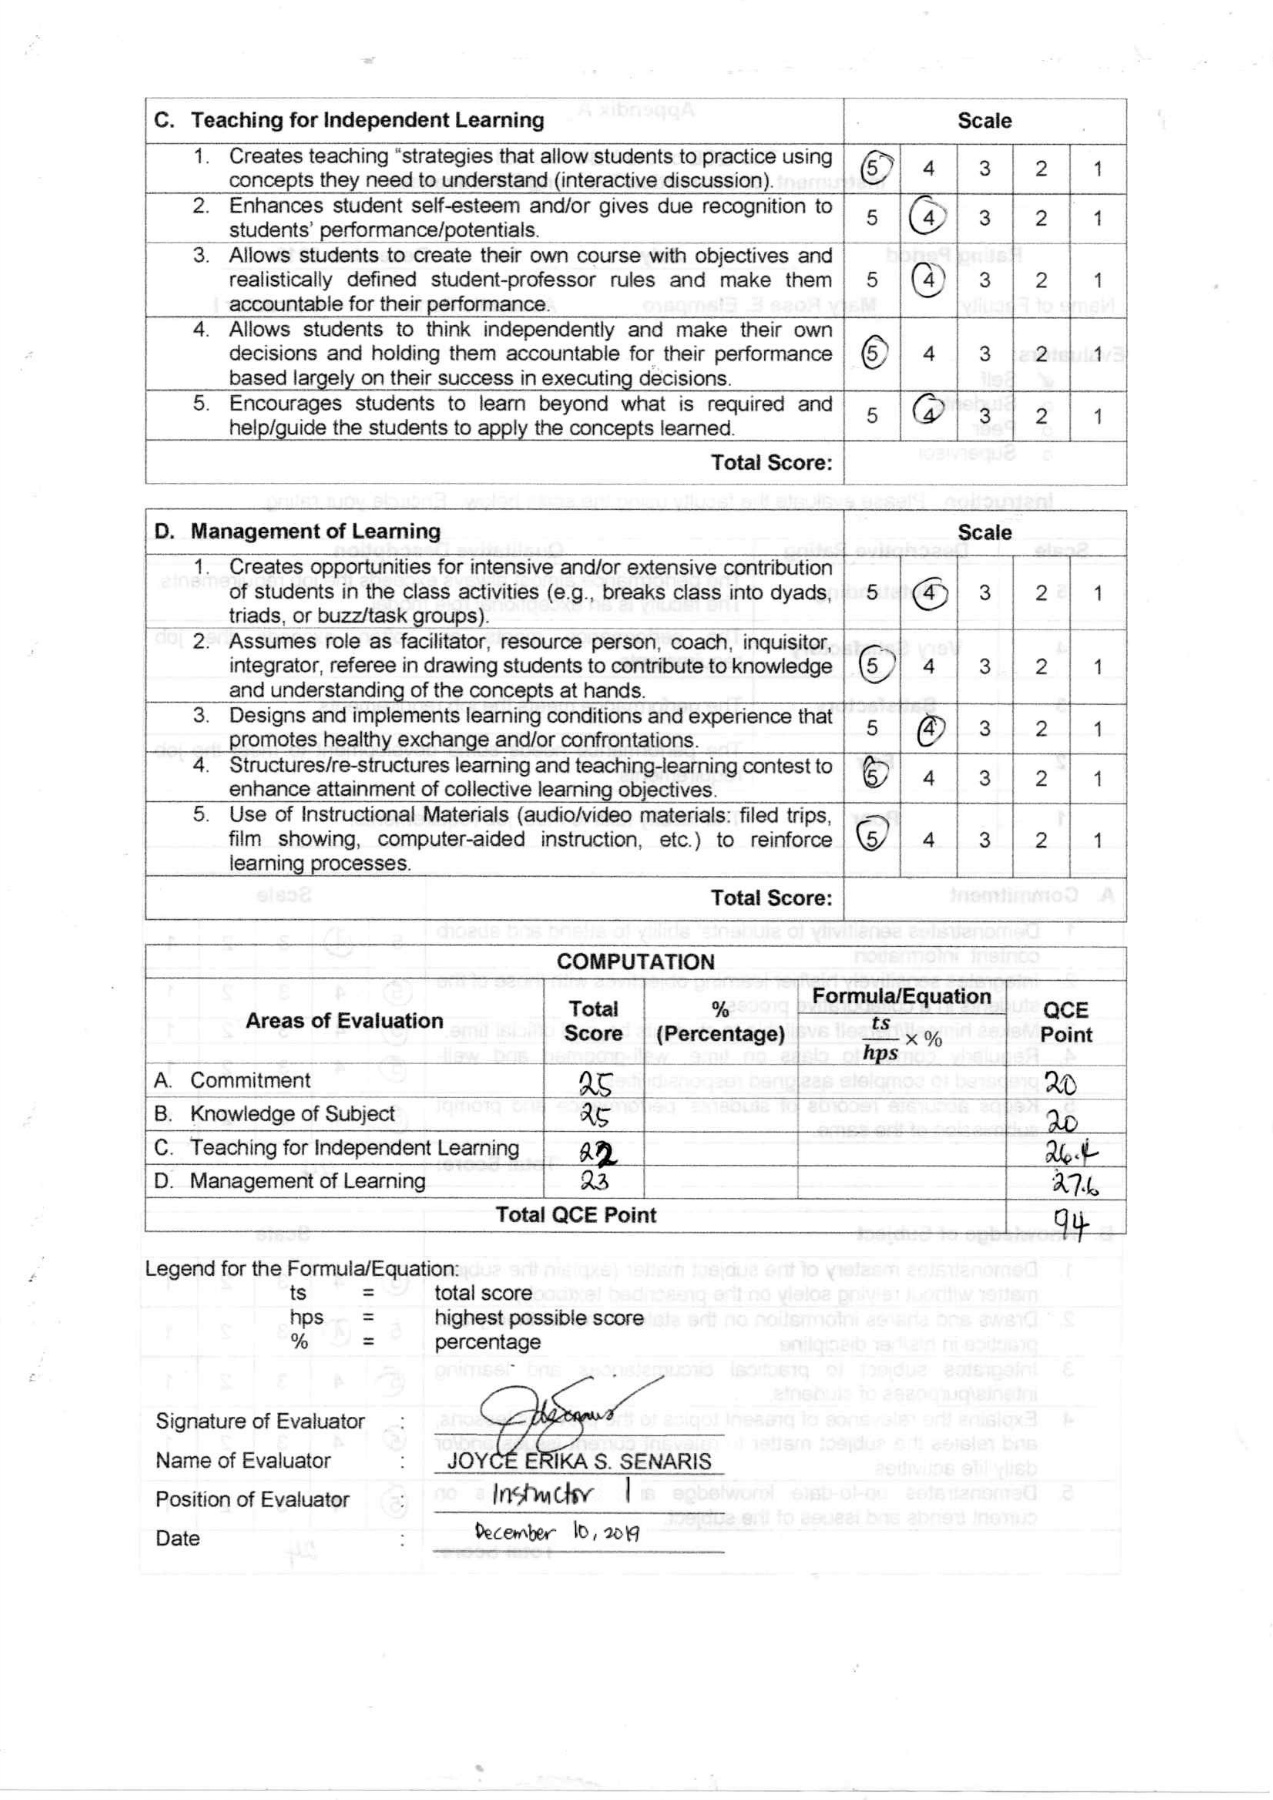 C. Teaching for Independent Learning Scale
1. Creates teaching "strategies that allow students to practice using 5 4 3 2 1
concepts they need to understand (interactive discussion).
2. Enhances student self-esteem and/or gives due recognition to 5 4 3 2 1
students' performance/potentials.
3. Allows students to create their own course with objectives and
realistically defined student-professor rules and make them 5 4 3 2 1
accountable for their performance.
4. Allows students to think independently and make their own
decisions and holding them accountable for their performance 5 4 3 2 1
based largely on their success in executing decisions.
5. Encourages students to learn beyond what is required and 5 4 3 2 1
help/guide the students to apply the concepts learned.
Total Score:
D. Management of Learning Scale
1. Creates opportunities for intensive and/or extensive contribution
of students in the class activities (e.g., breaks class into dyads, 5 4 3 2 1
triads, or buzz/task groups).
2. Assumes role as facilitator, resource person, coach, inquisitor,
integrator, referee in drawing students to contribute to knowledge 5 4 3 2 1
and understanding of the concepts at hands.
3. Designs and implements learning conditions and experience that 5 4 3 2 1
promotes healthy exchange and/or confrontations.
4. Structures/re-structures learning and teaching-learning contest to 5 4 3 2 1
enhance attainment of collective learning objectives.
5. Use of Instructional Materials (audio/video materials: filed trips,
film showing, computer-aided instruction, etc.) to reinforce 5 4 3 2 1
learning processes.
Total Score:
COMPUTATION
Areas of Evaluation Total Score % (Percentage) Formula/Equation ts/hps × % QCE Point
A. Commitment 25 20
B. Knowledge of Subject 25 20
C. Teaching for Independent Learning 22 26.4
D. Management of Learning 23 27.6
Total QCE Point 94
Legend for the Formula/Equation:
ts = total score
hps = highest possible score
% = percentage
Signature of Evaluator :
Name of Evaluator : JOYCE ERIKA S. SENARIS
Position of Evaluator : Instructor I
Date : December 10, 2019